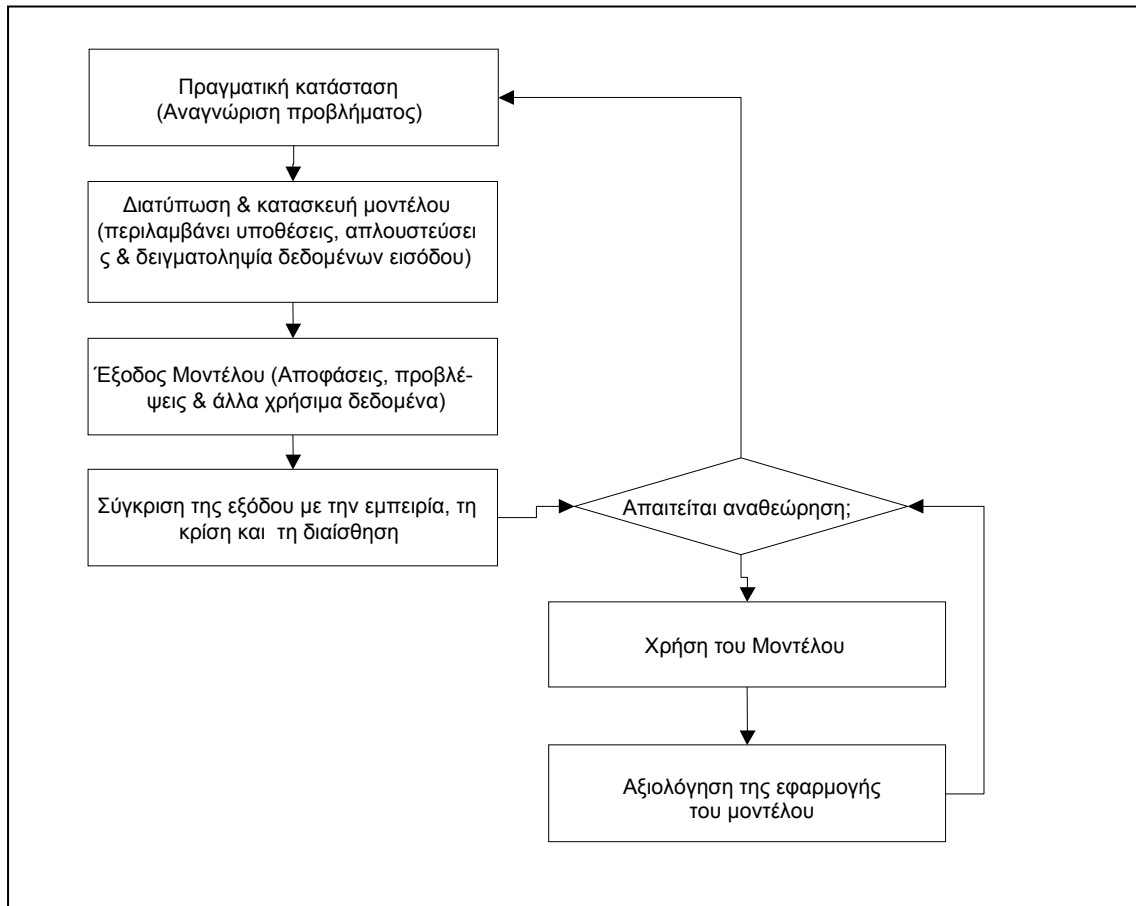 Πραγματική κατάσταση
(Αναγνώριση προβλήματος)
Διατύπωση & κατασκευή μοντέλου
(περιλαμβάνει υποθέσεις, απλουστεύσει
ς & δειγματοληψία δεδομένων εισόδου)
Έξοδος Μοντέλου (Αποφάσεις, προβλέ-
ψεις & άλλα χρήσιμα δεδομένα)
Σύγκριση της εξόδου με την εμπειρία, τη
κρίση και τη διαίσθηση
Απαιτείται αναθεώρηση;
Χρήση του Μοντέλου
Αξιολόγηση της εφαρμογής
του μοντέλου